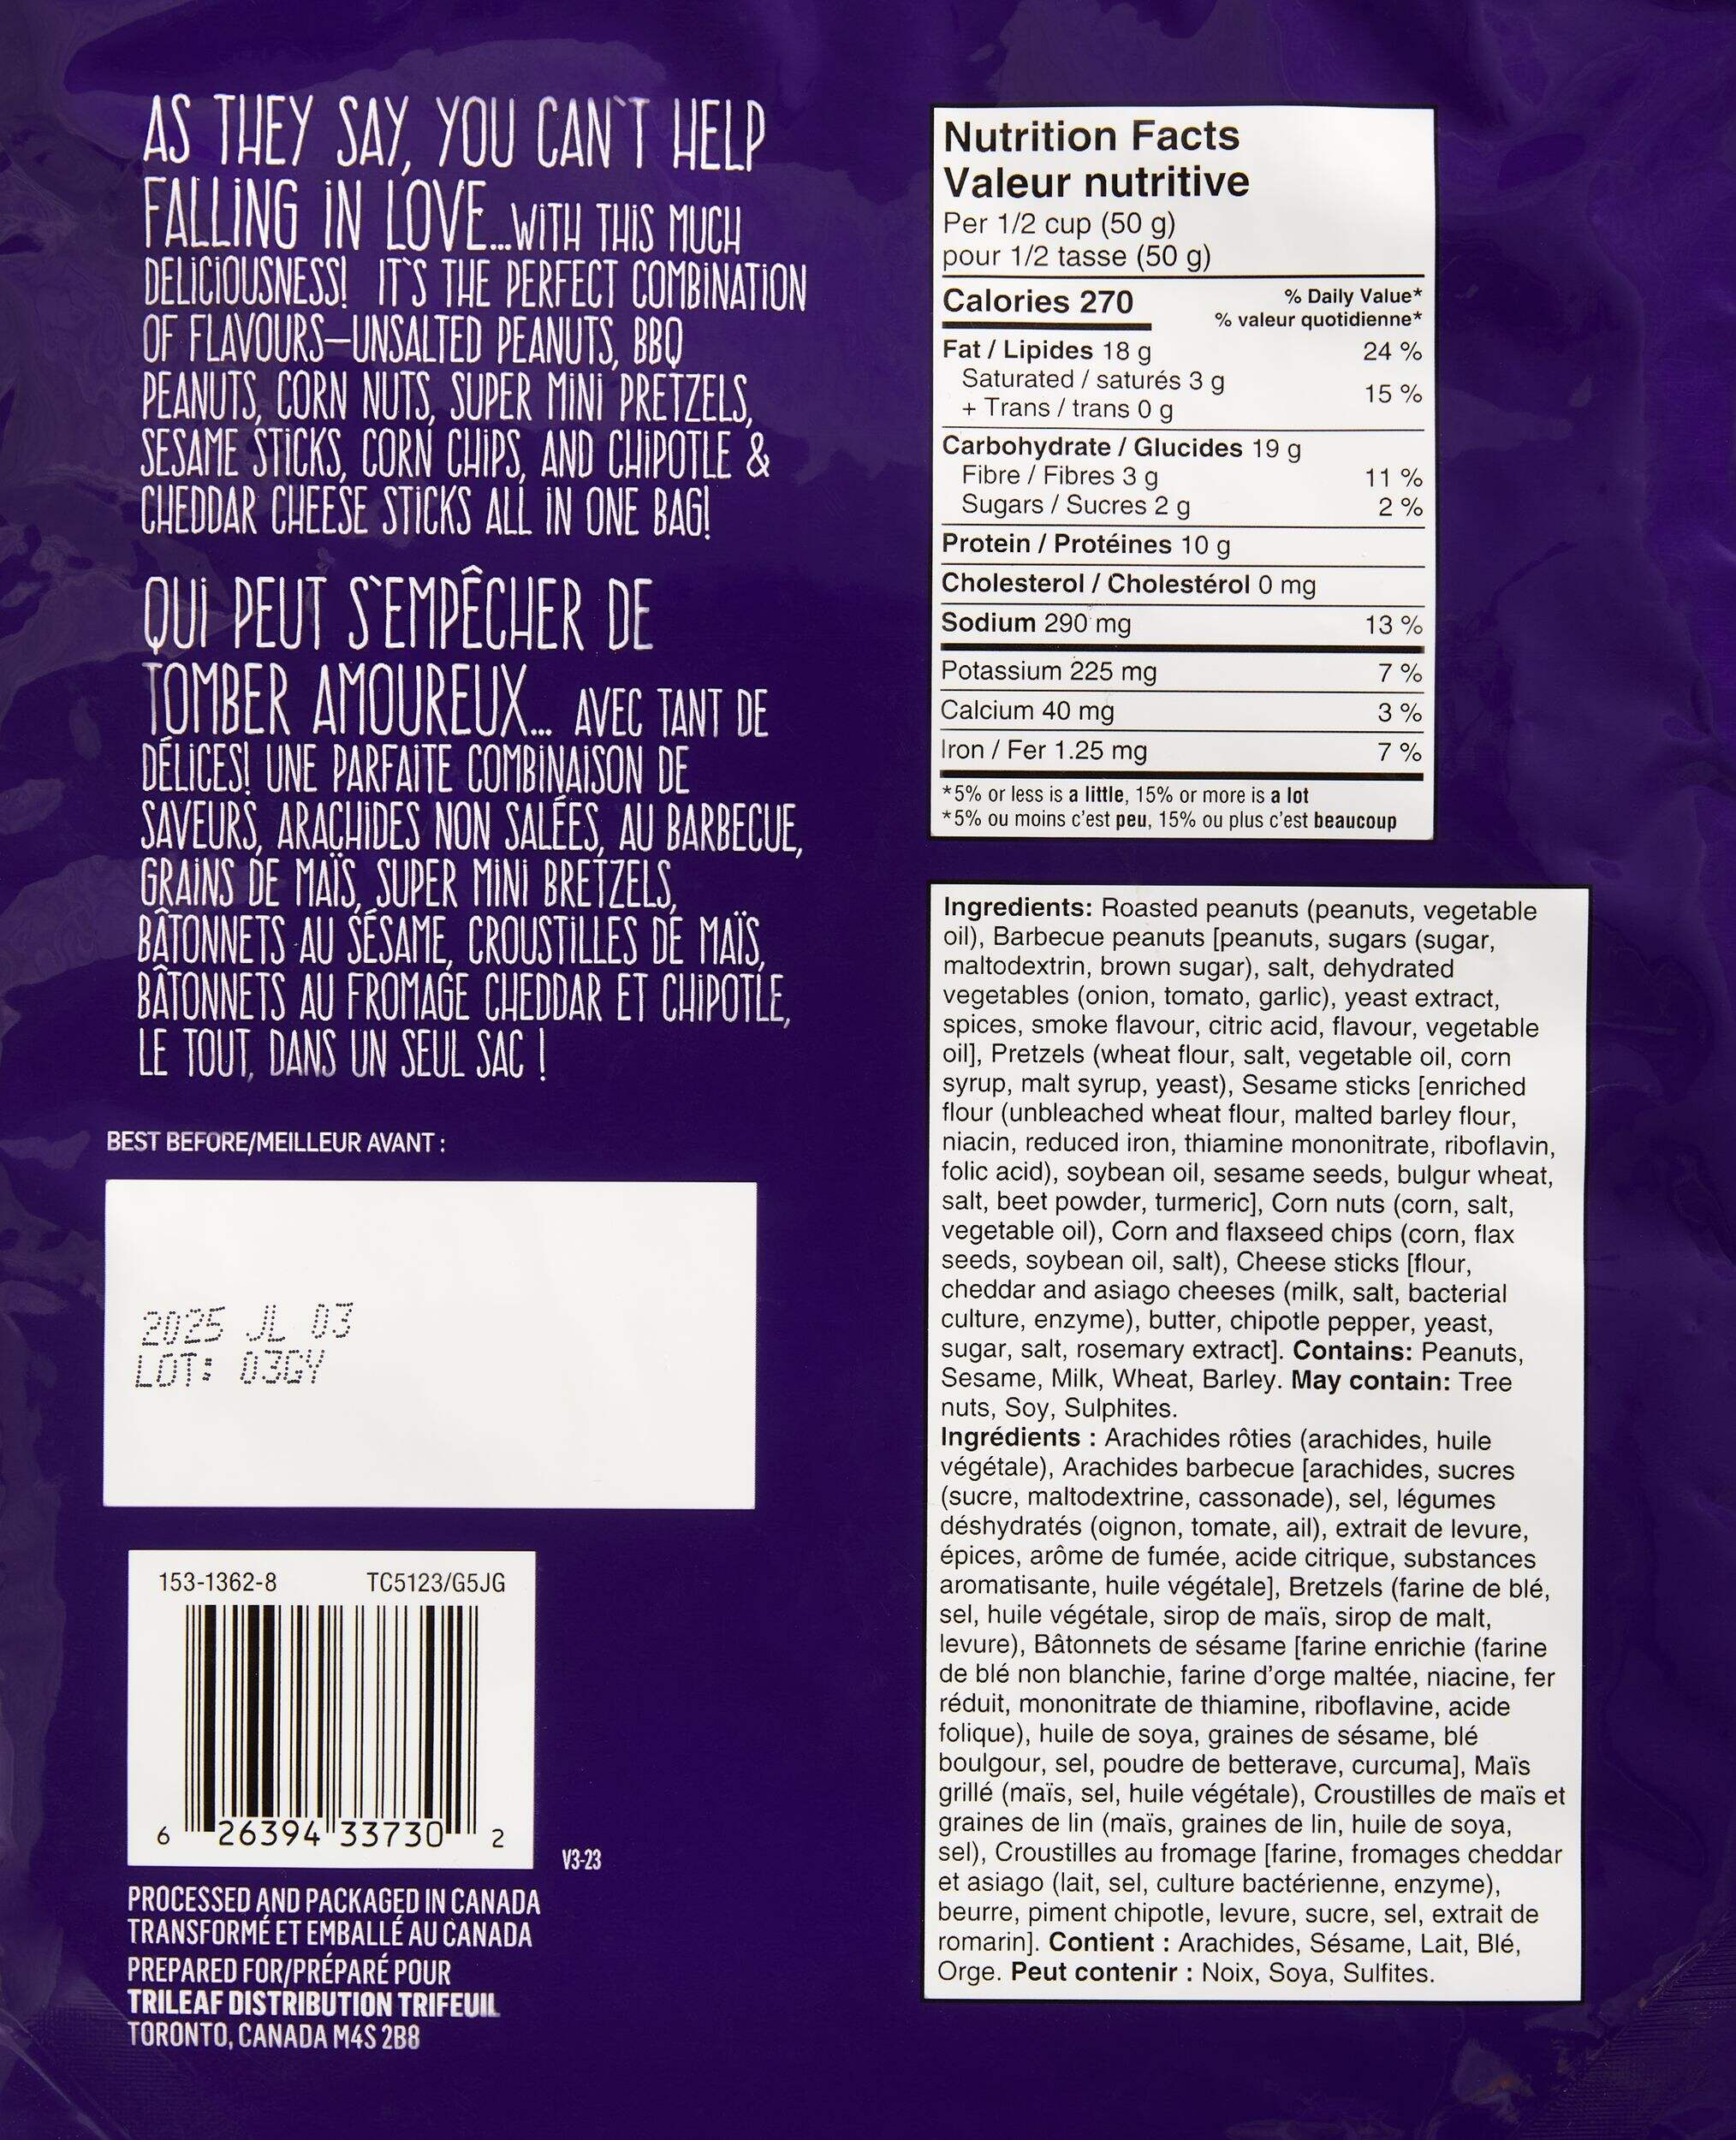 AS THEY SAY, YOU CAN'T HELP
FALLING IN LOVE...WITH THIS MUCH
DELICIOUSNESS! IT'S THE PERFECT COMBINATION
OF FLAVOURS—UNSALTED PEANUTS, BBQ
PEANUTS, CORN NUTS, SUPER MINI PRETZELS,
SESAME STICKS, CORN CHIPS, AND CHIPOTLE &
CHEDDAR CHEESE STICKS ALL IN ONE BAG!
QUI PEUT S'EMPÊCHER DE
TOMBER AMOUREUX... AVEC TANT DE
DÉLICES! UNE PARFAITE COMBINAISON DE
SAVEURS, ARACHIDES NON SALÉES, AU BARBECUE,
GRAINS DE MAÏS, SUPER MINI BRETZELS,
BÂTONNETS AU SÉSAME, CROUSTILLES DE MAÏS,
BÂTONNETS AU FROMAGE CHEDDAR ET CHIPOTLE,
LE TOUT, DANS UN SEUL SAC !
BEST BEFORE/MEILLEUR AVANT :
2025 JL 03
LOT: 03GY
153-1362-8 TC5123/G5JG
6 26394 33730 2
V3-23
PROCESSED AND PACKAGED IN CANADA
TRANSFORMÉ ET EMBALLÉ AU CANADA
PREPARED FOR/PRÉPARÉ POUR
TRILEAF DISTRIBUTION TRIFEUIL
TORONTO, CANADA M4S 2B8
Nutrition Facts
Valeur nutritive
Per 1/2 cup (50 g)
pour 1/2 tasse (50 g)
Calories 270 % Daily Value*
% valeur quotidienne*
Fat / Lipides 18 g 24 %
Saturated / saturés 3 g 15 %
+ Trans / trans 0 g
Carbohydrate / Glucides 19 g
Fibre / Fibres 3 g 11 %
Sugars / Sucres 2 g 2 %
Protein / Protéines 10 g
Cholesterol / Cholestérol 0 mg
Sodium 290 mg 13 %
Potassium 225 mg 7 %
Calcium 40 mg 3 %
Iron / Fer 1.25 mg 7 %
*5% or less is a little, 15% or more is a lot
*5% ou moins c'est peu, 15% ou plus c'est beaucoup
Ingredients: Roasted peanuts (peanuts, vegetable
oil), Barbecue peanuts [peanuts, sugars (sugar,
maltodextrin, brown sugar), salt, dehydrated
vegetables (onion, tomato, garlic), yeast extract,
spices, smoke flavour, citric acid, flavour, vegetable
oil], Pretzels (wheat flour, salt, vegetable oil, corn
syrup, malt syrup, yeast), Sesame sticks [enriched
flour (unbleached wheat flour, malted barley flour,
niacin, reduced iron, thiamine mononitrate, riboflavin,
folic acid), soybean oil, sesame seeds, bulgur wheat,
salt, beet powder, turmeric], Corn nuts (corn, salt,
vegetable oil), Corn and flaxseed chips (corn, flax
seeds, soybean oil, salt), Cheese sticks [flour,
cheddar and asiago cheeses (milk, salt, bacterial
culture, enzyme), butter, chipotle pepper, yeast,
sugar, salt, rosemary extract]. Contains: Peanuts,
Sesame, Milk, Wheat, Barley. May contain: Tree
nuts, Soy, Sulphites.
Ingrédients : Arachides rôties (arachides, huile
végétale), Arachides barbecue [arachides, sucres
(sucre, maltodextrine, cassonade), sel, légumes
déshydratés (oignon, tomate, ail), extrait de levure,
épices, arôme de fumée, acide citrique, substances
aromatisante, huile végétale], Bretzels (farine de blé,
sel, huile végétale, sirop de maïs, sirop de malt,
levure), Bâtonnets de sésame [farine enrichie (farine
de blé non blanchie, farine d'orge maltée, niacine, fer
réduit, mononitrate de thiamine, riboflavine, acide
folique), huile de soya, graines de sésame, blé
boulgour, sel, poudre de betterave, curcuma], Maïs
grillé (maïs, sel, huile végétale), Croustilles de maïs et
graines de lin (maïs, graines de lin, huile de soya,
sel), Croustilles au fromage [farine, fromages cheddar
et asiago (lait, sel, culture bactérienne, enzyme),
beurre, piment chipotle, levure, sucre, sel, extrait de
romarin]. Contient : Arachides, Sésame, Lait, Blé,
Orge. Peut contenir : Noix, Soya, Sulfites.